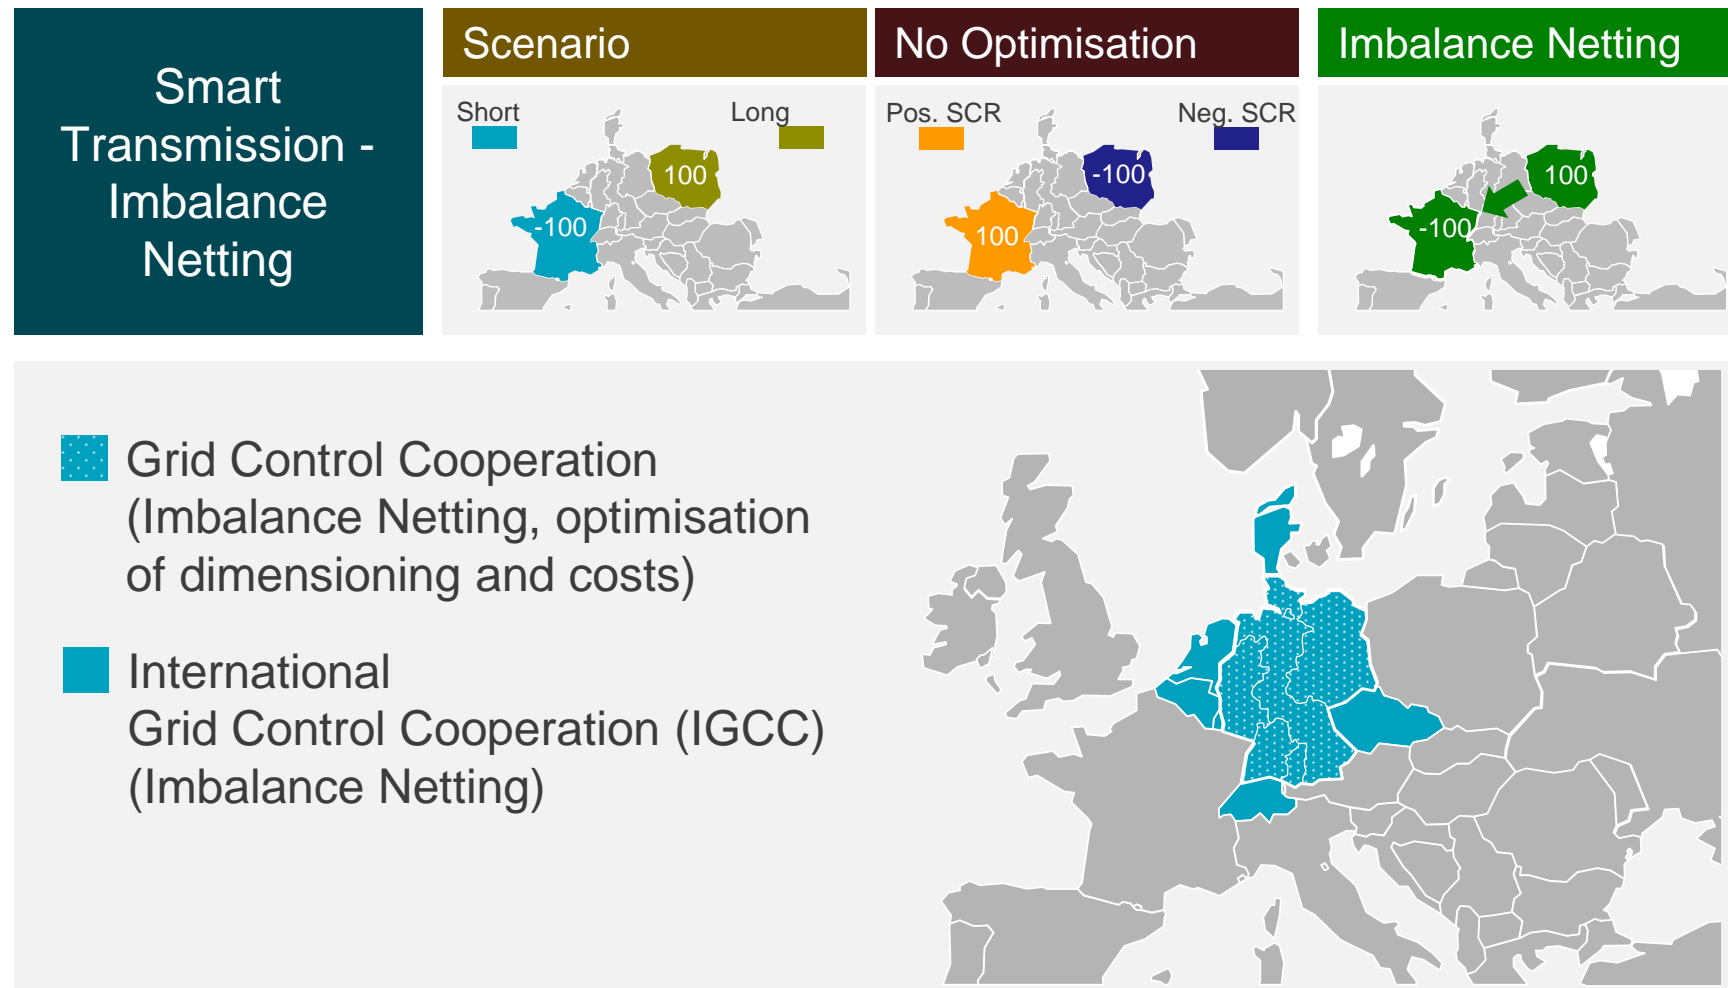 Smart
Transmission -
Imbalance
Netting
Scenario
Short
Long
100
-100
No Optimisation
Pos. SCR
Neg. SCR
-100
100
Imbalance Netting
100
-100
Grid Control Cooperation
(Imbalance Netting, optimisation
of dimensioning and costs)
International
Grid Control Cooperation (IGCC)
(Imbalance Netting)